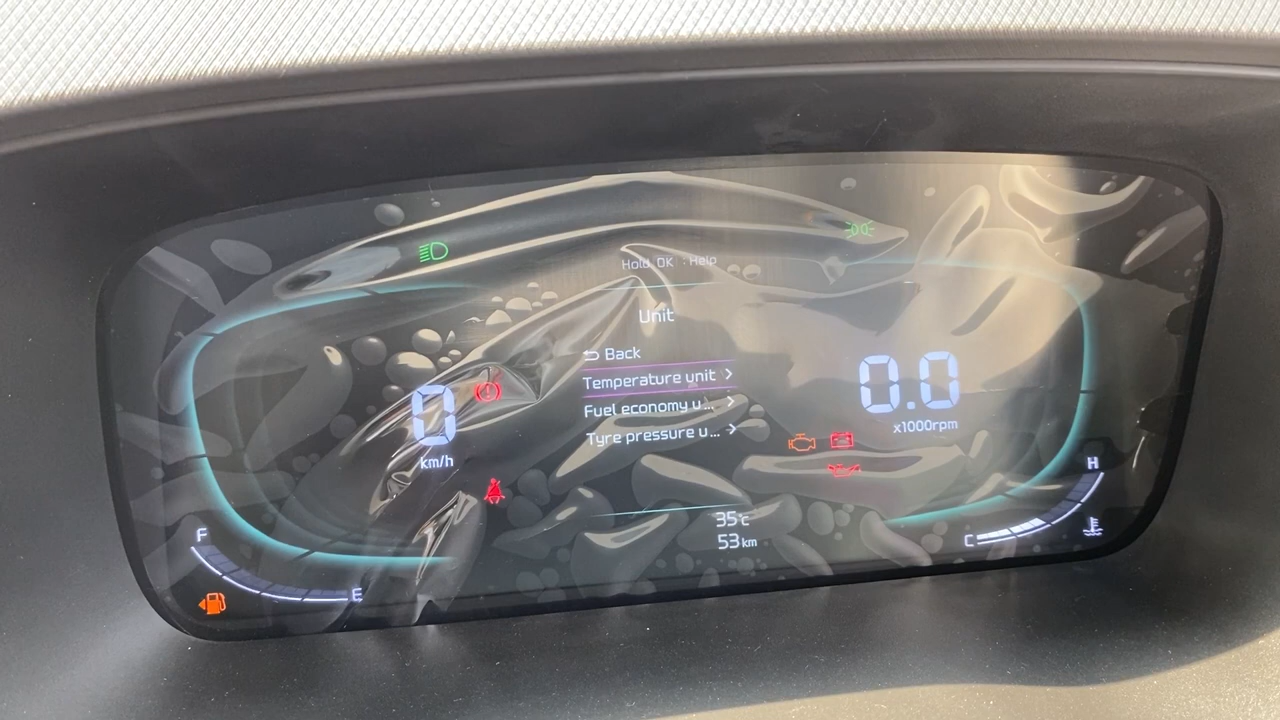 Hold OK : Help
Unit
Back
Temperature unit
Fuel economy u...
Tyre pressure u...
0
km/h
0.0
x1000rpm
F
E
35°c
53 km
H
C